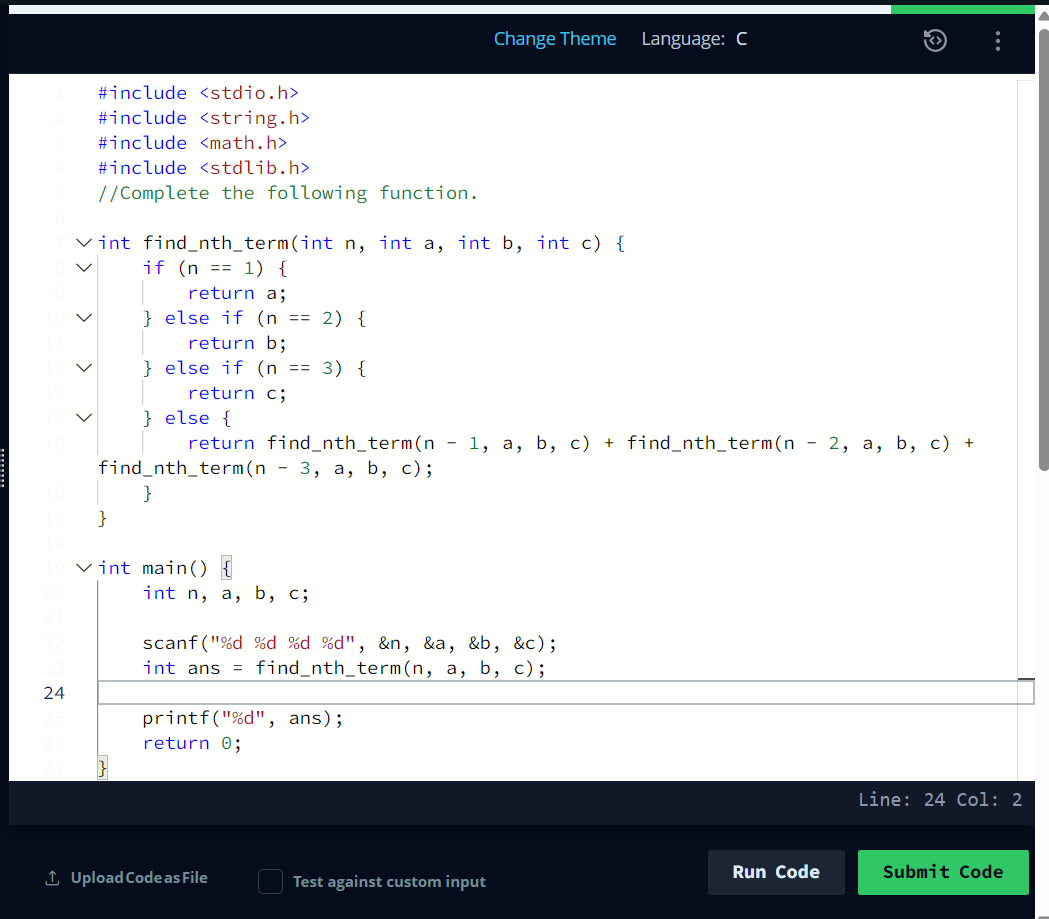 Change Theme Language: C
1 #include <stdio.h>
2 #include <string.h>
3 #include <math.h>
4 #include <stdlib.h>
5 //Complete the following function.
6
7 int find_nth_term(int n, int a, int b, int c) {
8 if (n == 1) {
9 return a;
10 } else if (n == 2) {
11 return b;
12 } else if (n == 3) {
13 return c;
14 } else {
15 return find_nth_term(n - 1, a, b, c) + find_nth_term(n - 2, a, b, c) +
find_nth_term(n - 3, a, b, c);
16 }
17 }
18
19 int main() {
20 int n, a, b, c;
21
22 scanf("%d %d %d %d", &n, &a, &b, &c);
23 int ans = find_nth_term(n, a, b, c);
24
25 printf("%d", ans);
26 return 0;
27 }
Line: 24 Col: 2
Upload Code as File Test against custom input Run Code Submit Code